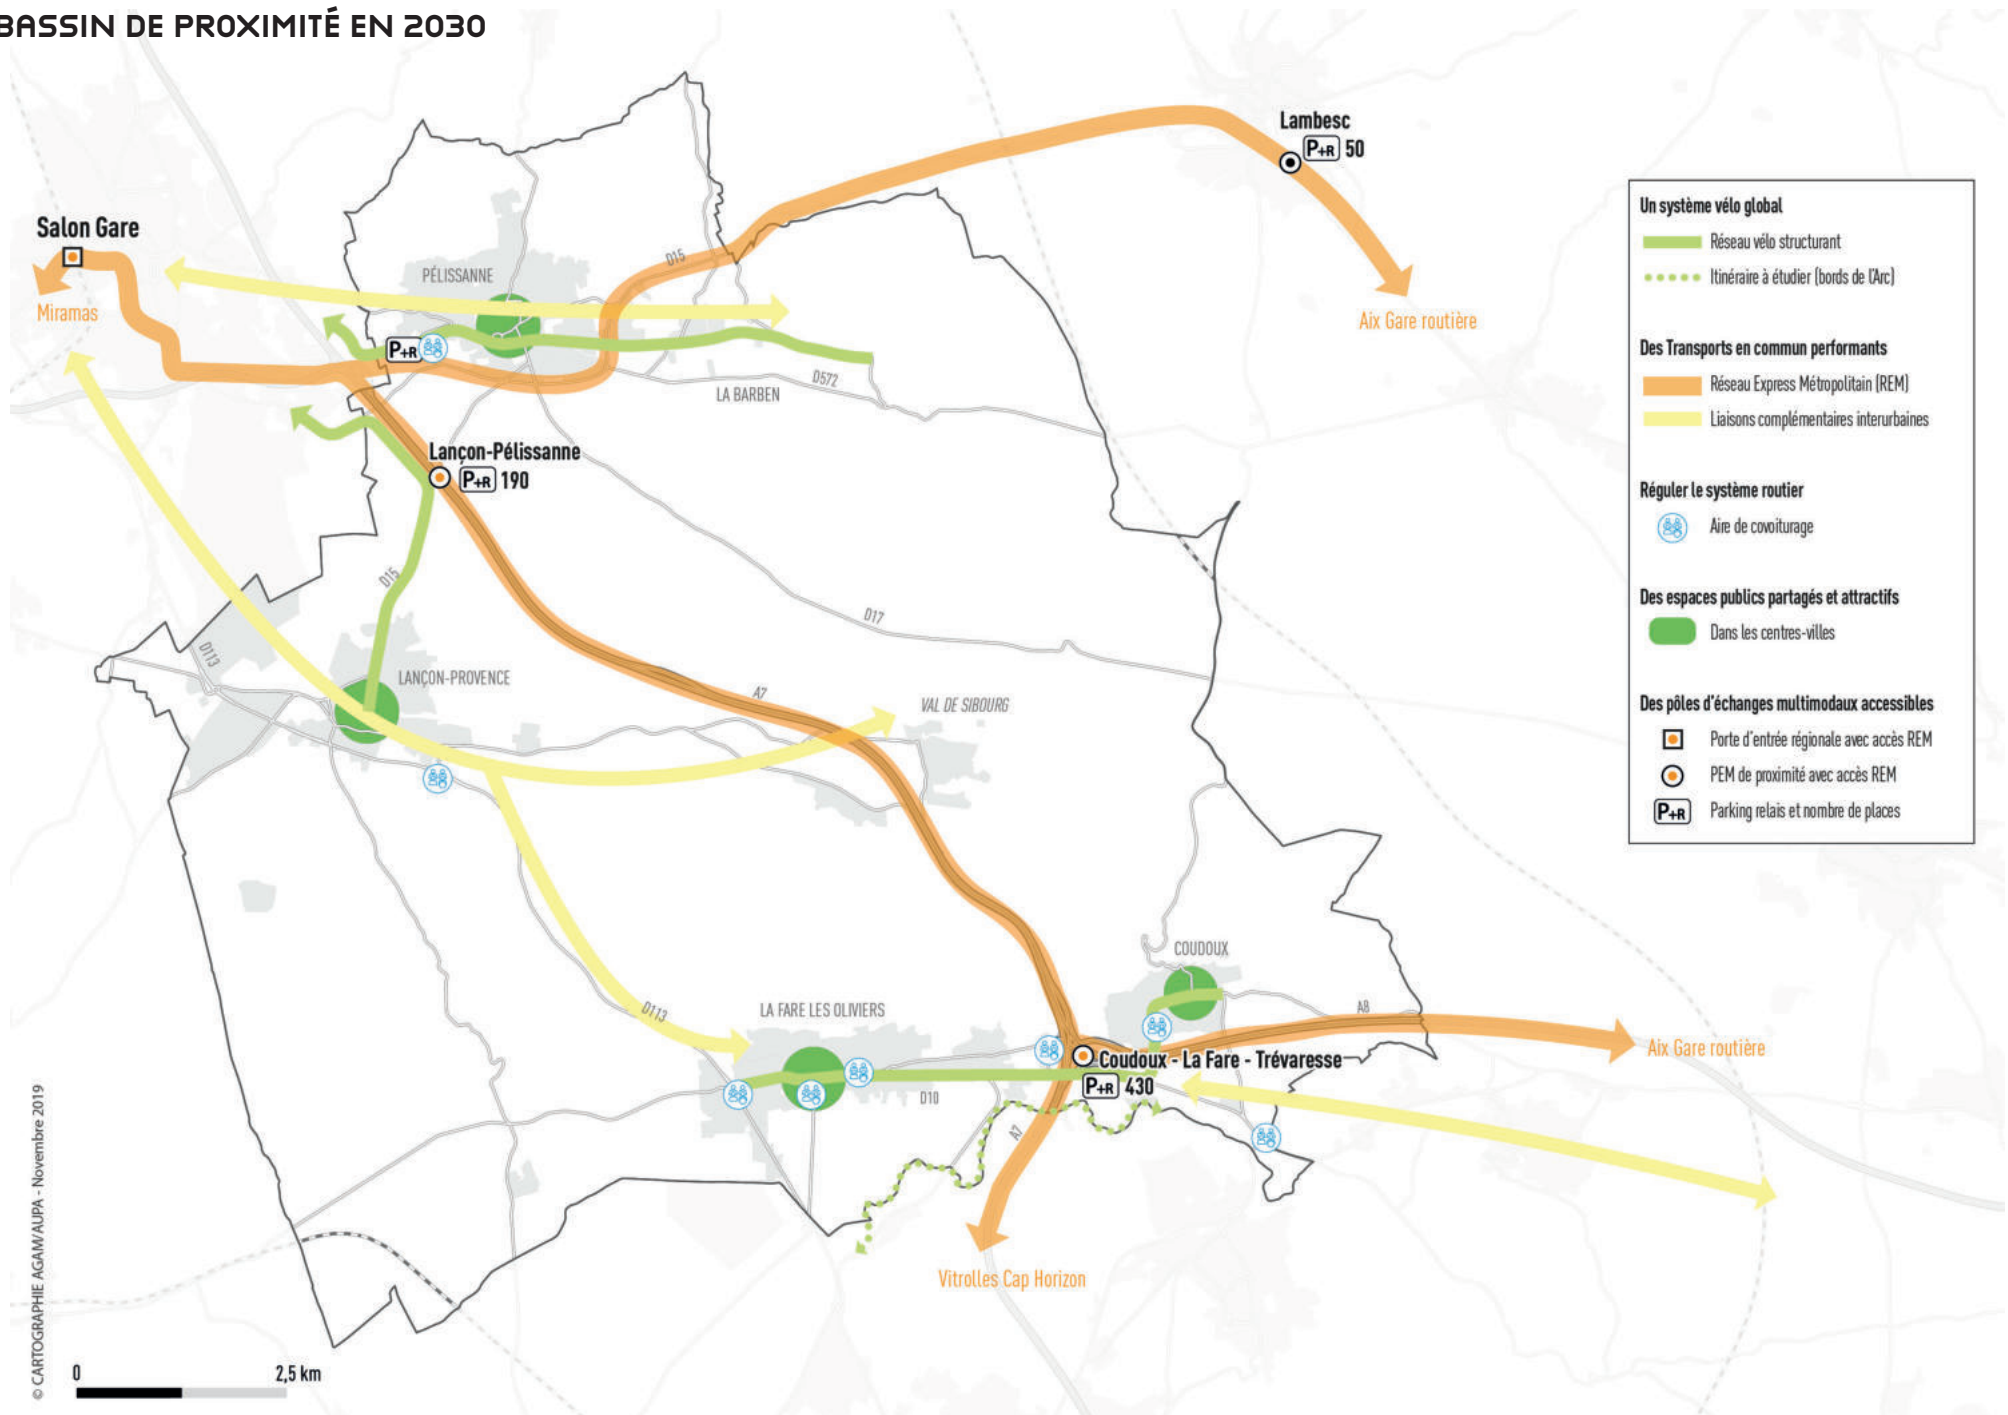 BASSIN DE PROXIMITÉ EN 2030
Lambesc
P+R 50
Salon Gare
Miramas
PÉLISSANNE
D15
Aix Gare routière
P+R
D572
LA BARBEN
Lançon-Pélissanne
P+R 190
D15
D17
D113
LANÇON-PROVENCE
A7
VAL DE SIBOURG
COUDOUX
D113
LA FARE LES OLIVIERS
A8
Aix Gare routière
Coudoux - La Fare - Trévaresse
P+R 430
D10
A7
Vitrolles Cap Horizon
Un système vélo global
Réseau vélo structurant
Itinéraire à étudier (bords de l'Arc)
Des Transports en commun performants
Réseau Express Métropolitain (REM)
Liaisons complémentaires interurbaines
Réguler le système routier
Aire de covoiturage
Des espaces publics partagés et attractifs
Dans les centres-villes
Des pôles d'échanges multimodaux accessibles
Porte d'entrée régionale avec accès REM
PEM de proximité avec accès REM
P+R Parking relais et nombre de places
© CARTOGRAPHIE AGAM/AUPA - Novembre 2019
0 2,5 km